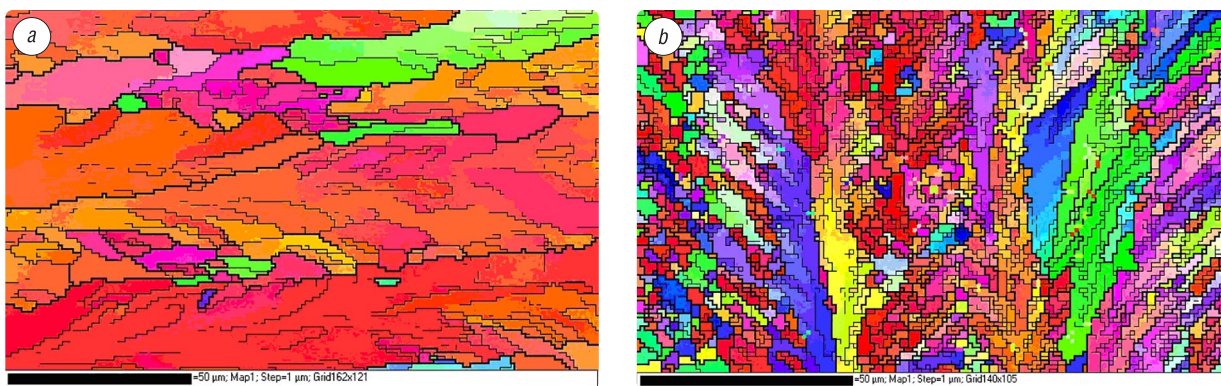 a
b
=50 µm; Map1; Step=1 µm; Grid162x121
=50 µm; Map1; Step=1 µm; Grid140x105